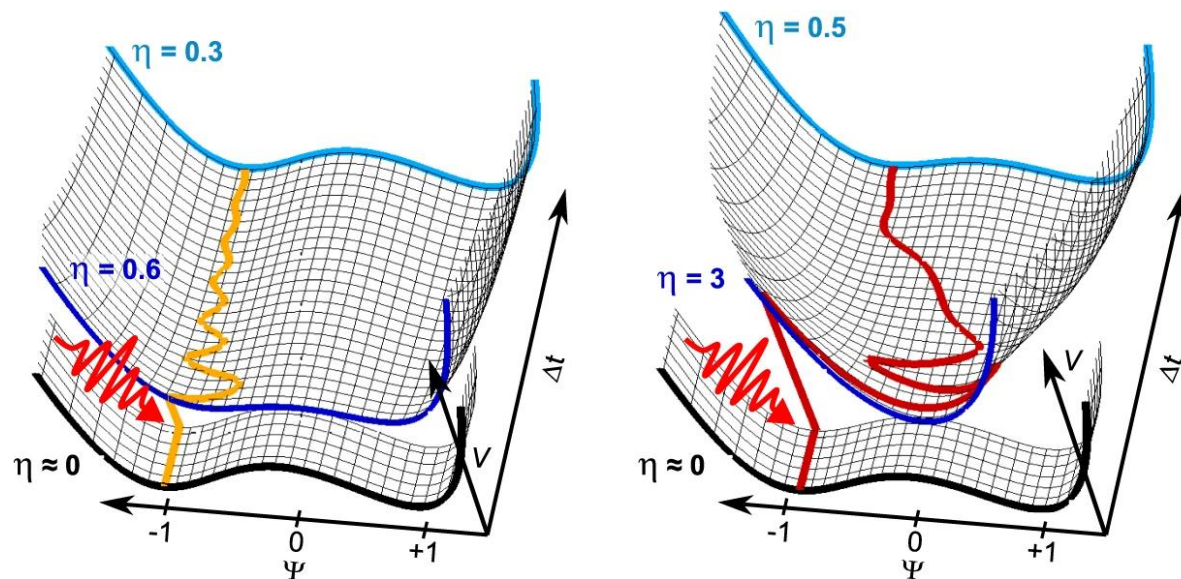 η = 0.3
η = 0.6
η ≈ 0
-1
0
+1
Ψ
V
Δt
η = 0.5
η = 3
η ≈ 0
-1
0
+1
Ψ
V
Δt